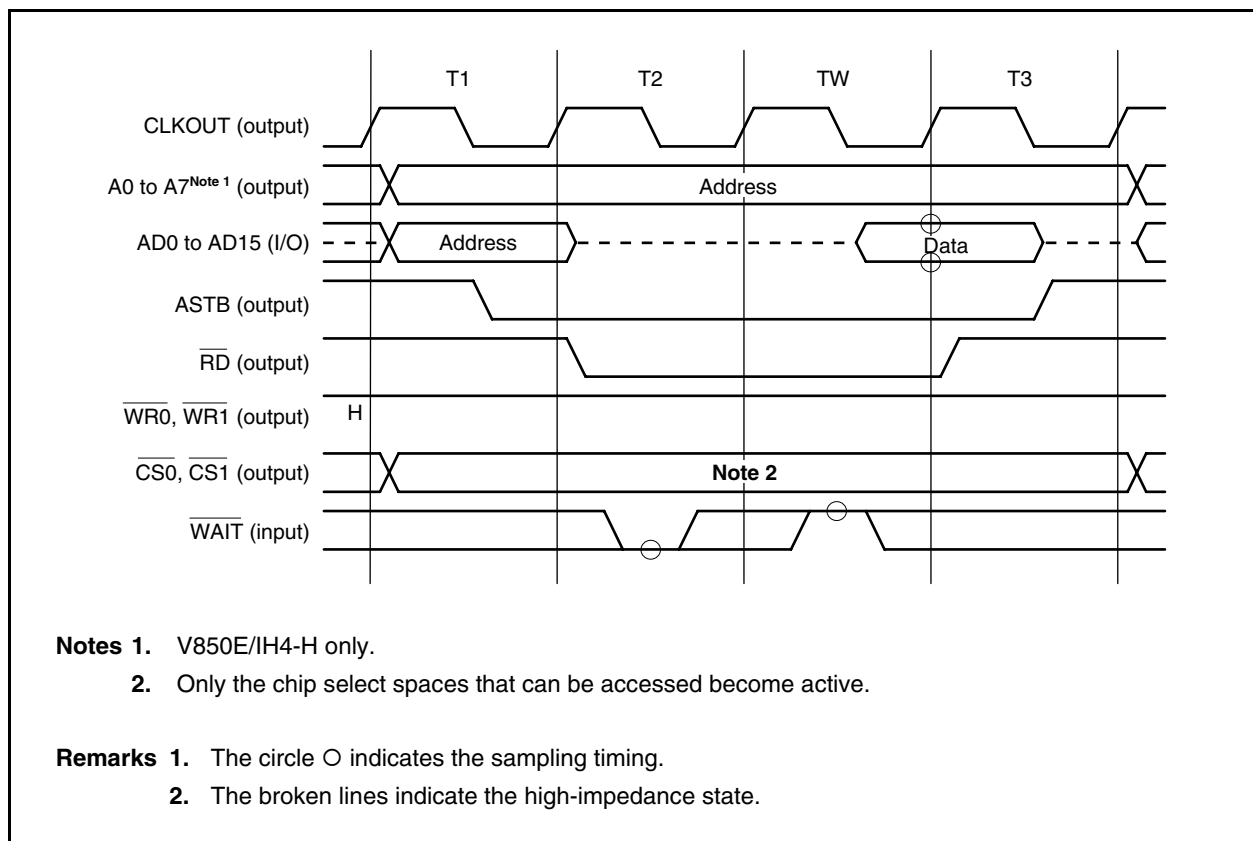 T1 T2 TW T3
CLKOUT (output)
A0 to A7Note 1 (output) Address
AD0 to AD15 (I/O) Address Data
ASTB (output)
RD (output)
WR0, WR1 (output) H
CS0, CS1 (output) Note 2
WAIT (input)
Notes 1. V850E/IH4-H only.
2. Only the chip select spaces that can be accessed become active.
Remarks 1. The circle O indicates the sampling timing.
2. The broken lines indicate the high-impedance state.